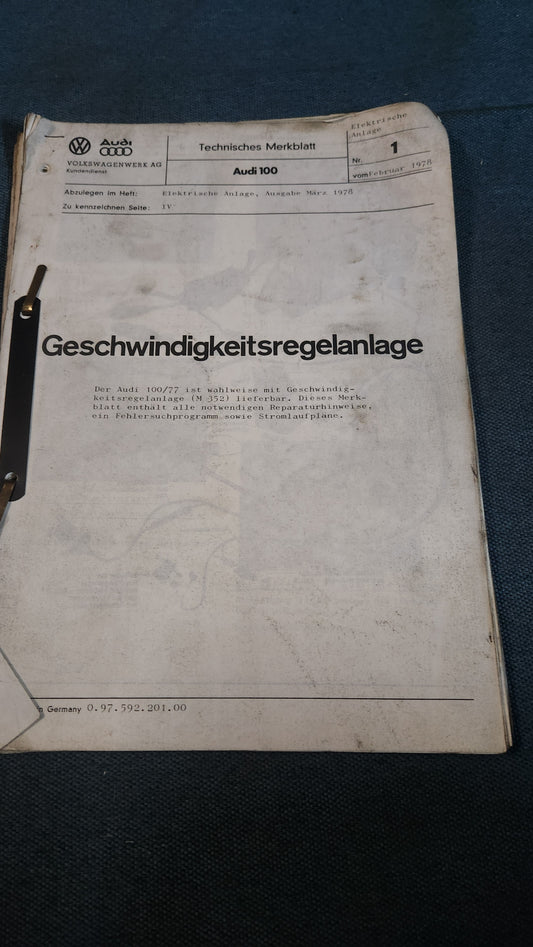 Audi
VOLKSWAGENWERK AG
Kundendienst
Technisches Merkblatt
Audi 100
Elektrische
Anlage
Nr. 1
vom Februar 1978
Abzulegen im Heft: Elektrische Anlage, Ausgabe März 1978
Zu kennzeichnen Seite: IV
Geschwindigkeitsregelanlage
Der Audi 100/77 ist wahlweise mit Geschwindig-
keitsregelanlage (M 352) lieferbar. Dieses Merk-
blatt enthält alle notwendigen Reparaturhinweise,
ein Fehlersuchprogramm sowie Stromlaufpläne.
Germany 0.97.592.201.00